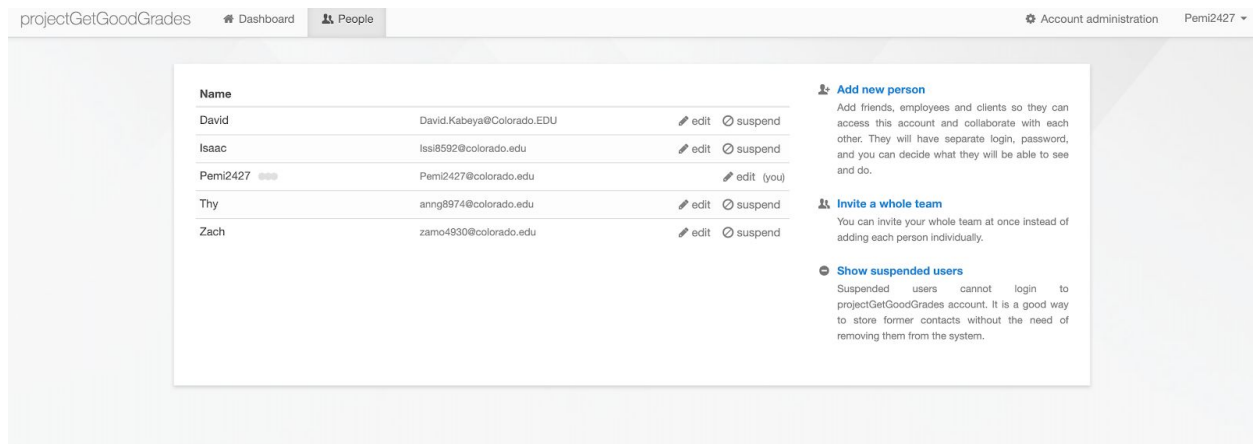 projectGetGoodGrades Dashboard People Account administration Pemi2427
Name
David David.Kabeya@Colorado.EDU edit suspend
Isaac Issi8592@colorado.edu edit suspend
Pemi2427 Pemi2427@colorado.edu edit (you)
Thy anng8974@colorado.edu edit suspend
Zach zamo4930@colorado.edu edit suspend
Add new person
Add friends, employees and clients so they can
access this account and collaborate with each
other. They will have separate login, password,
and you can decide what they will be able to see
and do.
Invite a whole team
You can invite your whole team at once instead of
adding each person individually.
Show suspended users
Suspended users cannot login to
projectGetGoodGrades account. It is a good way
to store former contacts without the need of
removing them from the system.